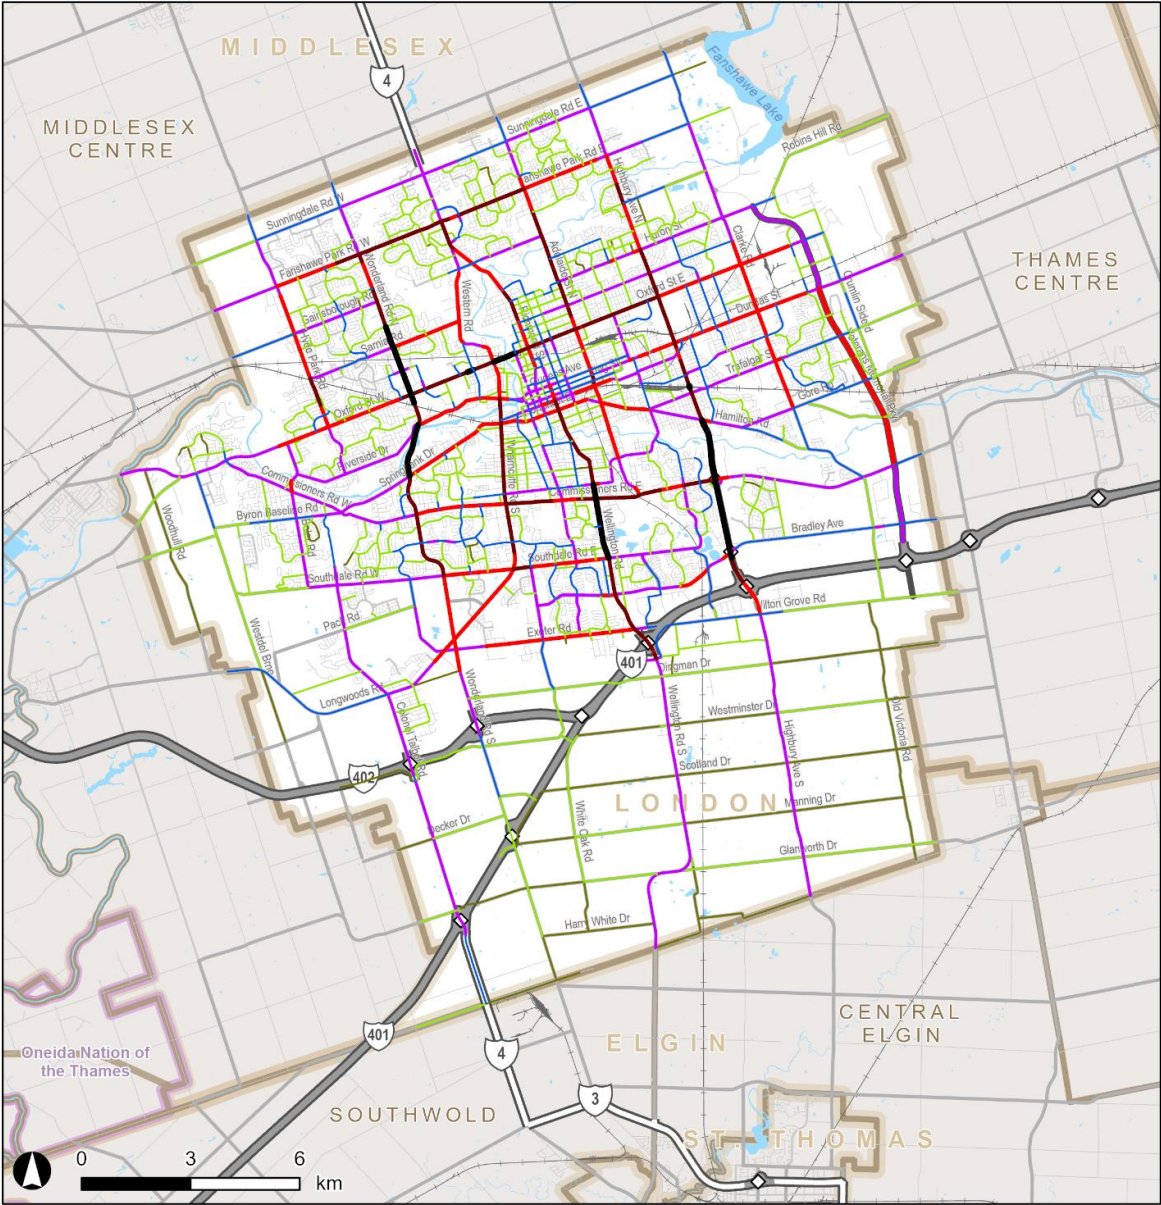 MIDDLESEX
4
Fanshawe Lake
MIDDLESEX
CENTRE
Sunningdale Rd E
Robins Hill Rd
Fanshawe Park Rd E
Highbury Ave N
Sunningdale Rd W
Huron St
Clarke Rd
Fanshawe Park Rd W
Wonderland Rd N
Adelaide St N
THAMES
CENTRE
Oxford St E
Western Rd
Gainsborough Rd
Dundas St
Crumlin Side
Sarnia Rd
Hyde Park Rd
Veterans Memorial Pkwy
Trafalgar St
Ave
Gore Rd
Oxford St W
Hamilton Rd
Riverside Dr
Springbank Dr
Wharncliffe Rd S
Commissioners Rd W
Commissioners Rd E
Byron Baseline Rd
Woodhull Rd
Wellington Rd
Bradley Ave
Southdale Rd E
Southdale Rd W
Wilton Grove Rd
Pack Rd
Exeter Rd
Westdel Brne
401
Dingman Dr
Longwoods Rd
Wonderland Rd S
Colonel Talbot Rd
Wellington Rd S
Westminster Dr
Highbury Ave S
Old Victoria Rd
Scotland Dr
402
LONDON
Manning Dr
Decker Dr
White Oak Rd
Glanworth Dr
Harry White Dr
CENTRAL
ELGIN
401
ELGIN
4
Oneida Nation of
the Thames
3
SOUTHWOLD
ST. THOMAS
0 3 6
km